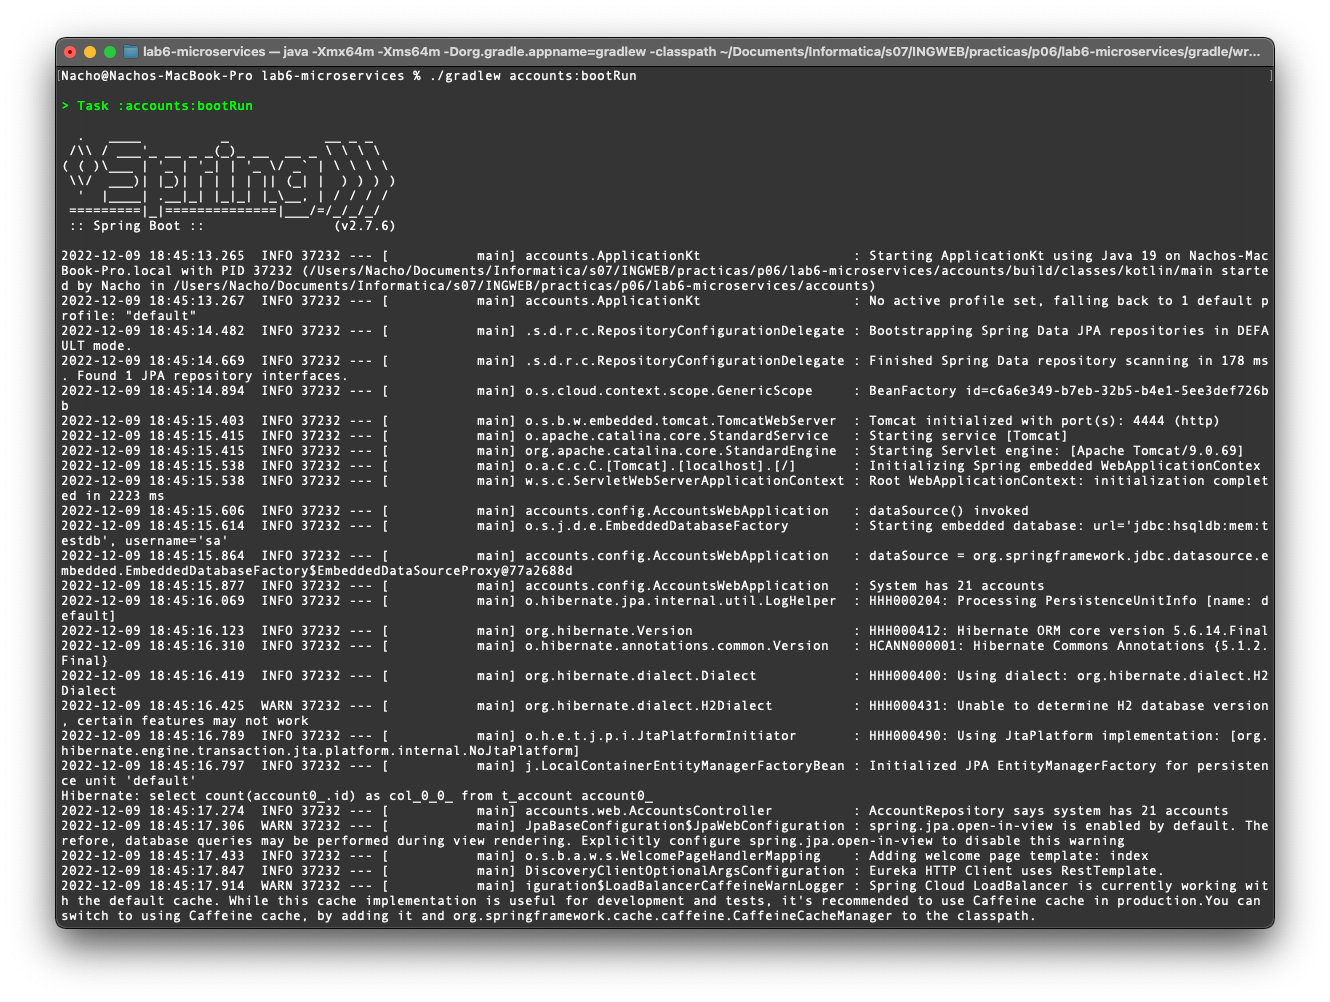 lab6-microservices — java -Xmx64m -Xms64m -Dorg.gradle.appname=gradlew -classpath ~/Documents/Informatica/s07/INGWEB/practicas/p06/lab6-microservices/gradle/wr...
[Nacho@Nachos-MacBook-Pro lab6-microservices % ./gradlew accounts:bootRun ]
> Task :accounts:bootRun
  .   ____          _            __ _ _
 /\\ / ___'_ __ _ _(_)_ __  __ _ \ \ \ \
( ( )\___ | '_ | '_| | '_ \/ _` | \ \ \ \
 \\/  ___)| |_)| | | | | || (_| |  ) ) ) )
  '  |____| .__|_| |_|_| |_\__, | / / / /
 =========|_|==============|___/=/_/_/_/
 :: Spring Boot ::                (v2.7.6)
2022-12-09 18:45:13.265  INFO 37232 --- [           main] accounts.ApplicationKt                   : Starting ApplicationKt using Java 19 on Nachos-Mac
Book-Pro.local with PID 37232 (/Users/Nacho/Documents/Informatica/s07/INGWEB/practicas/p06/lab6-microservices/accounts/build/classes/kotlin/main starte
d by Nacho in /Users/Nacho/Documents/Informatica/s07/INGWEB/practicas/p06/lab6-microservices/accounts)
2022-12-09 18:45:13.267  INFO 37232 --- [           main] accounts.ApplicationKt                   : No active profile set, falling back to 1 default p
rofile: "default"
2022-12-09 18:45:14.482  INFO 37232 --- [           main] .s.d.r.c.RepositoryConfigurationDelegate : Bootstrapping Spring Data JPA repositories in DEFA
ULT mode.
2022-12-09 18:45:14.669  INFO 37232 --- [           main] .s.d.r.c.RepositoryConfigurationDelegate : Finished Spring Data repository scanning in 178 ms
. Found 1 JPA repository interfaces.
2022-12-09 18:45:14.894  INFO 37232 --- [           main] o.s.cloud.context.scope.GenericScope     : BeanFactory id=c6a6e349-b7eb-32b5-b4e1-5ee3def726b
b
2022-12-09 18:45:15.403  INFO 37232 --- [           main] o.s.b.w.embedded.tomcat.TomcatWebServer  : Tomcat initialized with port(s): 4444 (http)
2022-12-09 18:45:15.415  INFO 37232 --- [           main] o.apache.catalina.core.StandardService   : Starting service [Tomcat]
2022-12-09 18:45:15.415  INFO 37232 --- [           main] org.apache.catalina.core.StandardEngine  : Starting Servlet engine: [Apache Tomcat/9.0.69]
2022-12-09 18:45:15.538  INFO 37232 --- [           main] o.a.c.c.C.[Tomcat].[localhost].[/]       : Initializing Spring embedded WebApplicationContex
2022-12-09 18:45:15.538  INFO 37232 --- [           main] w.s.c.ServletWebServerApplicationContext : Root WebApplicationContext: initialization complet
ed in 2223 ms
2022-12-09 18:45:15.606  INFO 37232 --- [           main] accounts.config.AccountsWebApplication   : dataSource() invoked
2022-12-09 18:45:15.614  INFO 37232 --- [           main] o.s.j.d.e.EmbeddedDatabaseFactory        : Starting embedded database: url='jdbc:hsqldb:mem:t
estdb', username='sa'
2022-12-09 18:45:15.864  INFO 37232 --- [           main] accounts.config.AccountsWebApplication   : dataSource = org.springframework.jdbc.datasource.e
mbedded.EmbeddedDatabaseFactory$EmbeddedDataSourceProxy@77a2688d
2022-12-09 18:45:15.877  INFO 37232 --- [           main] accounts.config.AccountsWebApplication   : System has 21 accounts
2022-12-09 18:45:16.069  INFO 37232 --- [           main] o.hibernate.jpa.internal.util.LogHelper  : HHH000204: Processing PersistenceUnitInfo [name: d
efault]
2022-12-09 18:45:16.123  INFO 37232 --- [           main] org.hibernate.Version                    : HHH000412: Hibernate ORM core version 5.6.14.Final
2022-12-09 18:45:16.310  INFO 37232 --- [           main] o.hibernate.annotations.common.Version   : HCANN000001: Hibernate Commons Annotations {5.1.2.
Final}
2022-12-09 18:45:16.419  INFO 37232 --- [           main] org.hibernate.dialect.Dialect            : HHH000400: Using dialect: org.hibernate.dialect.H2
Dialect
2022-12-09 18:45:16.425  WARN 37232 --- [           main] org.hibernate.dialect.H2Dialect          : HHH000431: Unable to determine H2 database version
, certain features may not work
2022-12-09 18:45:16.789  INFO 37232 --- [           main] o.h.e.t.j.p.i.JtaPlatformInitiator       : HHH000490: Using JtaPlatform implementation: [org.
hibernate.engine.transaction.jta.platform.internal.NoJtaPlatform]
2022-12-09 18:45:16.797  INFO 37232 --- [           main] j.LocalContainerEntityManagerFactoryBean : Initialized JPA EntityManagerFactory for persisten
ce unit 'default'
Hibernate: select count(account0_.id) as col_0_0_ from t_account account0_
2022-12-09 18:45:17.274  INFO 37232 --- [           main] accounts.web.AccountsController          : AccountRepository says system has 21 accounts
2022-12-09 18:45:17.306  WARN 37232 --- [           main] JpaBaseConfiguration$JpaWebConfiguration : spring.jpa.open-in-view is enabled by default. The
refore, database queries may be performed during view rendering. Explicitly configure spring.jpa.open-in-view to disable this warning
2022-12-09 18:45:17.433  INFO 37232 --- [           main] o.s.b.a.w.s.WelcomePageHandlerMapping    : Adding welcome page template: index
2022-12-09 18:45:17.847  INFO 37232 --- [           main] DiscoveryClientOptionalArgsConfiguration : Eureka HTTP Client uses RestTemplate.
2022-12-09 18:45:17.914  WARN 37232 --- [           main] iguration$LoadBalancerCaffeineWarnLogger : Spring Cloud LoadBalancer is currently working wit
h the default cache. While this cache implementation is useful for development and tests, it's recommended to use Caffeine cache in production.You can
switch to using Caffeine cache, by adding it and org.springframework.cache.caffeine.CaffeineCacheManager to the classpath.